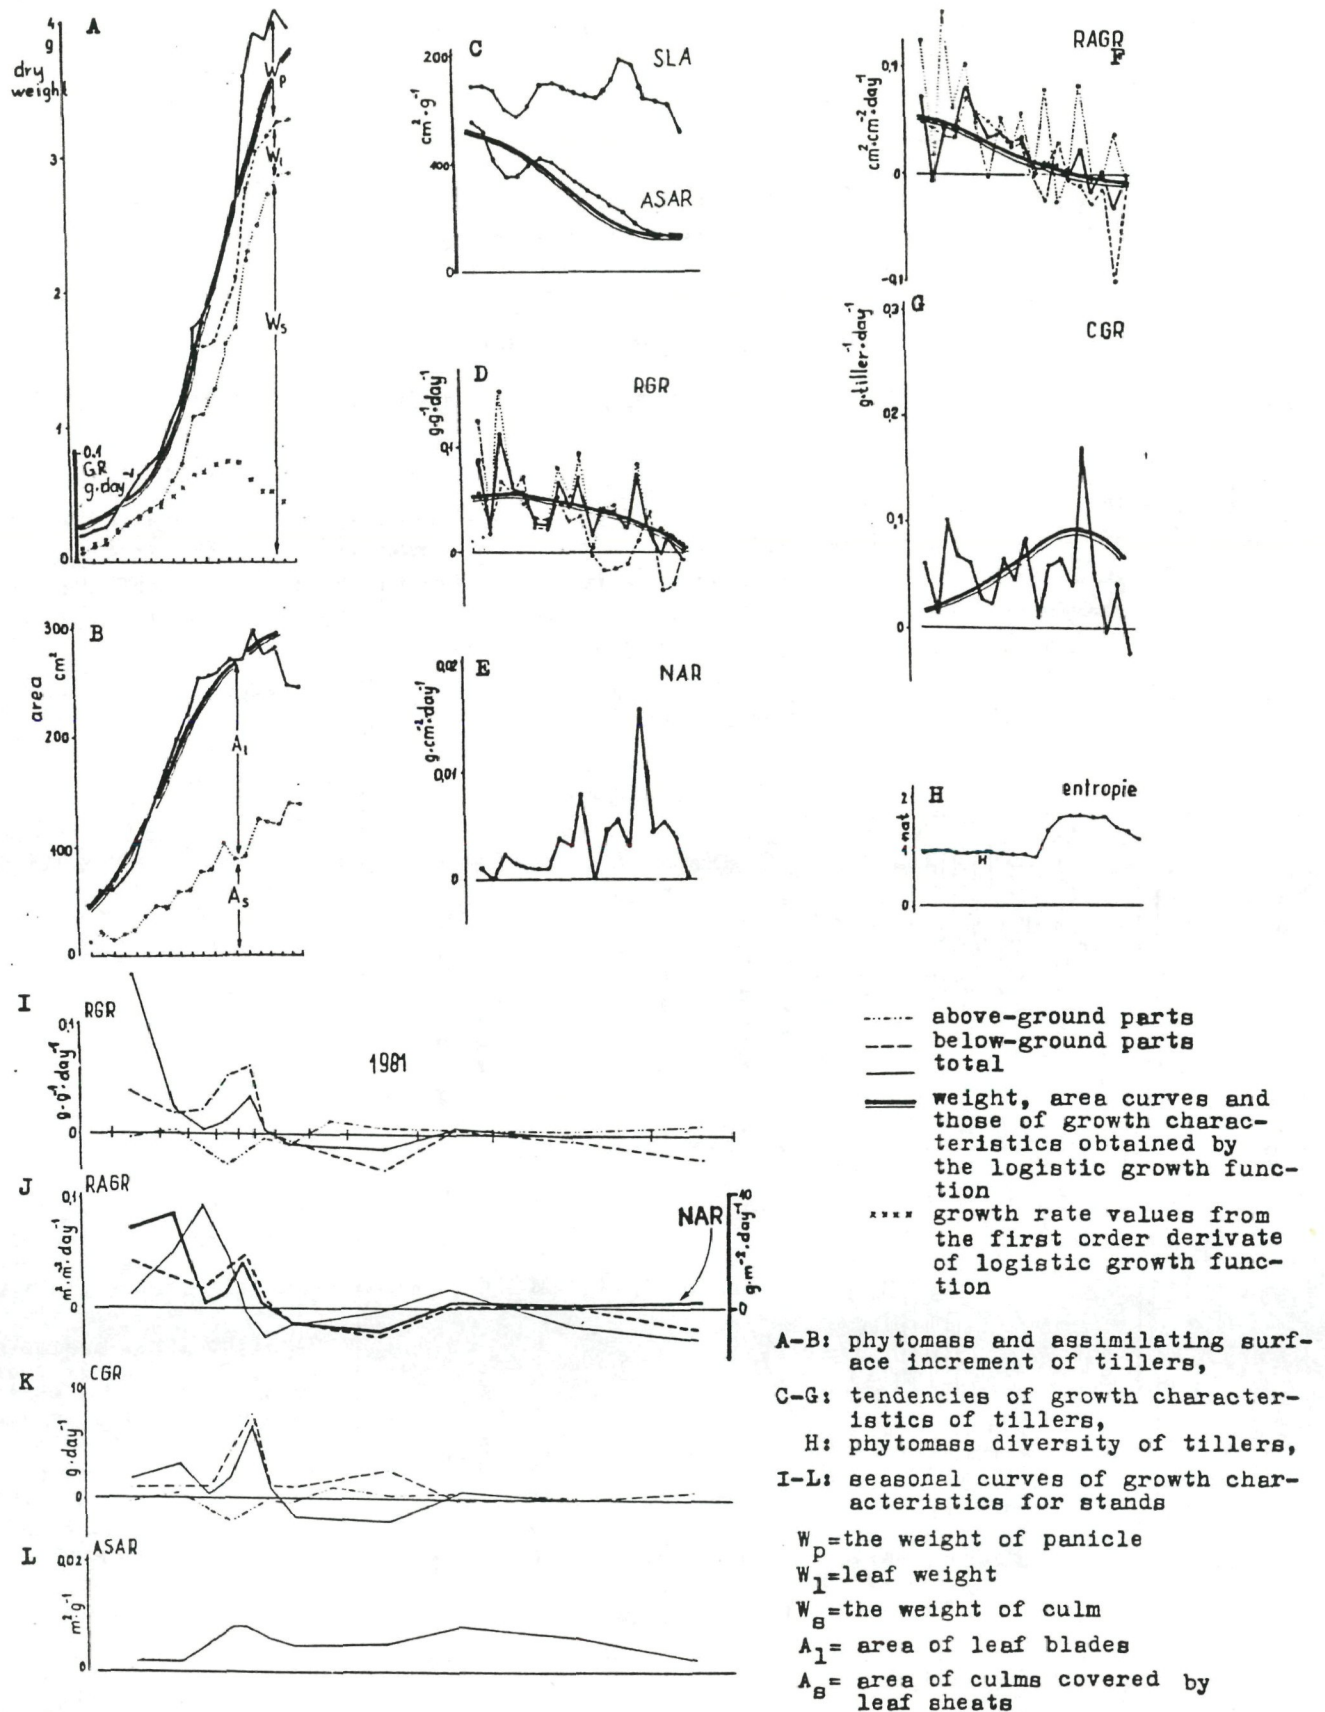 A
4
g
dry
weight
3
2
1
0.1
GR
g.day⁻¹
0
Wp
Wl
Ws
B
300
cm²
area
200
100
0
Al
As
C
SLA
200
cm²·g⁻¹
100
ASAR
0
D
RGR
g·g⁻¹·day⁻¹
0,1
0
E
NAR
0,02
g·cm⁻²·day⁻¹
0,01
0
RAGR
F
0,1
cm²·cm⁻²·day⁻¹
0
-0,1
G
CGR
0,3
g·tiller⁻¹·day⁻¹
0,2
0,1
0
H
entropie
2
nat
1
H
0
I
RGR
0,1
g·g⁻¹·day⁻¹
1981
0
J
RAGR
0,1
m²·m⁻²·day⁻¹
0
NAR
10
g·m⁻²·day⁻¹
0
K
CGR
10
g·day⁻¹
0
L
ASAR
0,02
m²·g⁻¹
0
above-ground parts
below-ground parts
total
weight, area curves and
those of growth charac-
teristics obtained by
the logistic growth func-
tion
xxxx growth rate values from
the first order derivate
of logistic growth func-
tion
A-B: phytomass and assimilating surf-
ace increment of tillers,
C-G: tendencies of growth character-
istics of tillers,
H: phytomass diversity of tillers,
I-L: seasonal curves of growth char-
acteristics for stands
Wp=the weight of panicle
Wl=leaf weight
Ws=the weight of culm
Al= area of leaf blades
As= area of culms covered by
leaf sheats